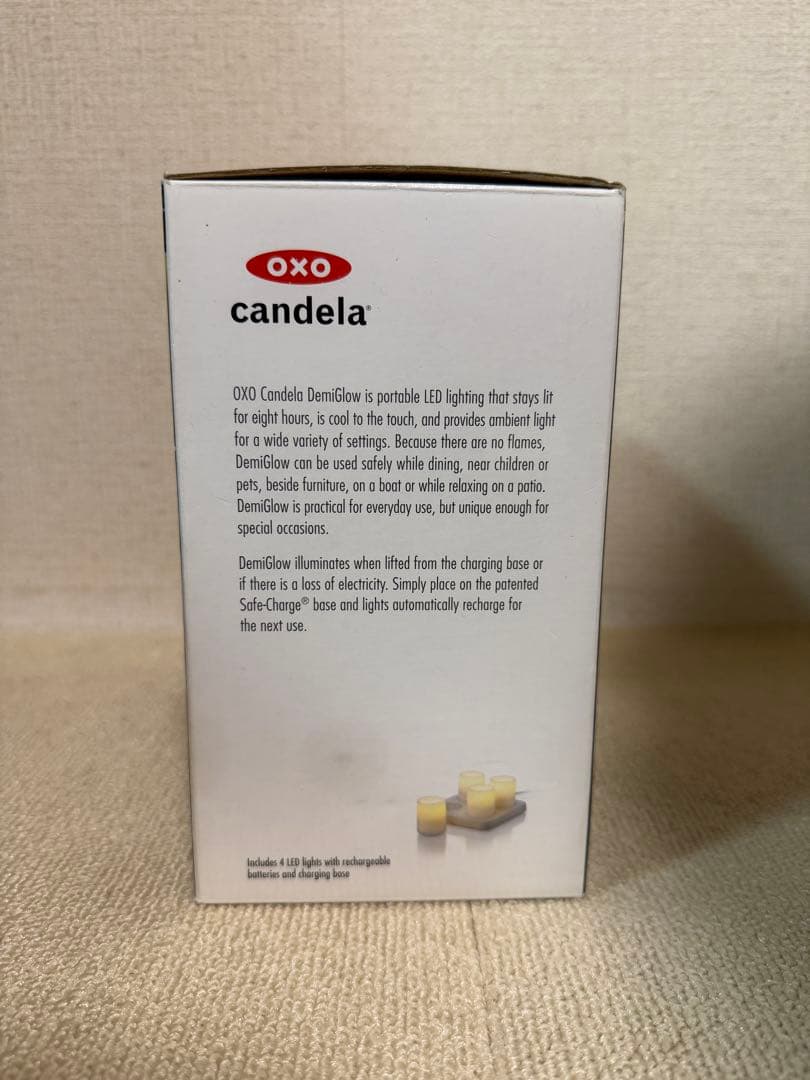 OXO
candela®
OXO Candela DemiGlow is portable LED lighting that stays lit
for eight hours, is cool to the touch, and provides ambient light
for a wide variety of settings. Because there are no flames,
DemiGlow can be used safely while dining, near children or
pets, beside furniture, on a boat or while relaxing on a patio.
DemiGlow is practical for everyday use, but unique enough for
special occasions.
DemiGlow illuminates when lifted from the charging base or
if there is a loss of electricity. Simply place on the patented
Safe-Charge® base and lights automatically recharge for
the next use.
Includes 4 LED lights with rechargeable
batteries and charging base